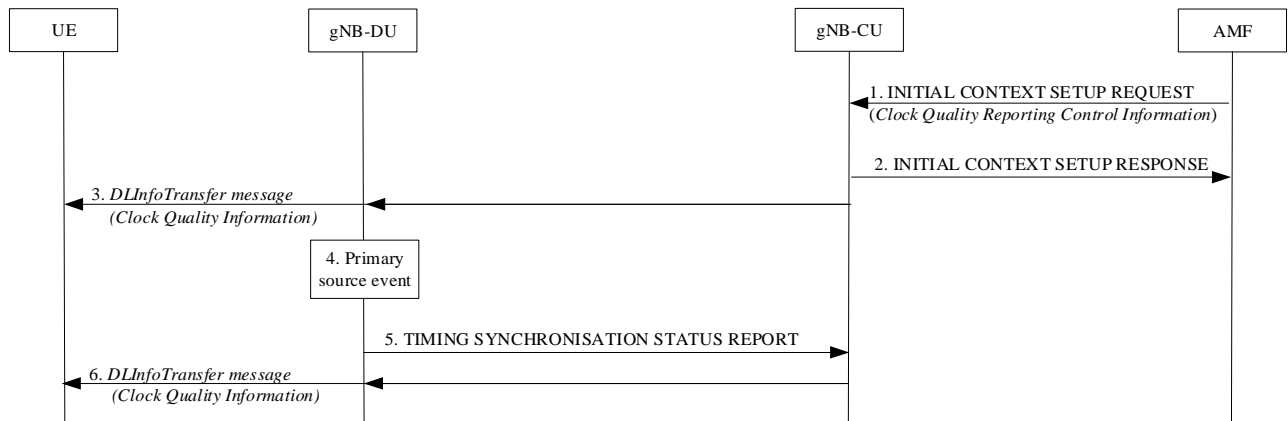 UE
gNB-DU
gNB-CU
AMF
1. INITIAL CONTEXT SETUP REQUEST
(Clock Quality Reporting Control Information)
2. INITIAL CONTEXT SETUP RESPONSE
3. DLInfoTransfer message
(Clock Quality Information)
4. Primary
source event
5. TIMING SYNCHRONISATION STATUS REPORT
6. DLInfoTransfer message
(Clock Quality Information)